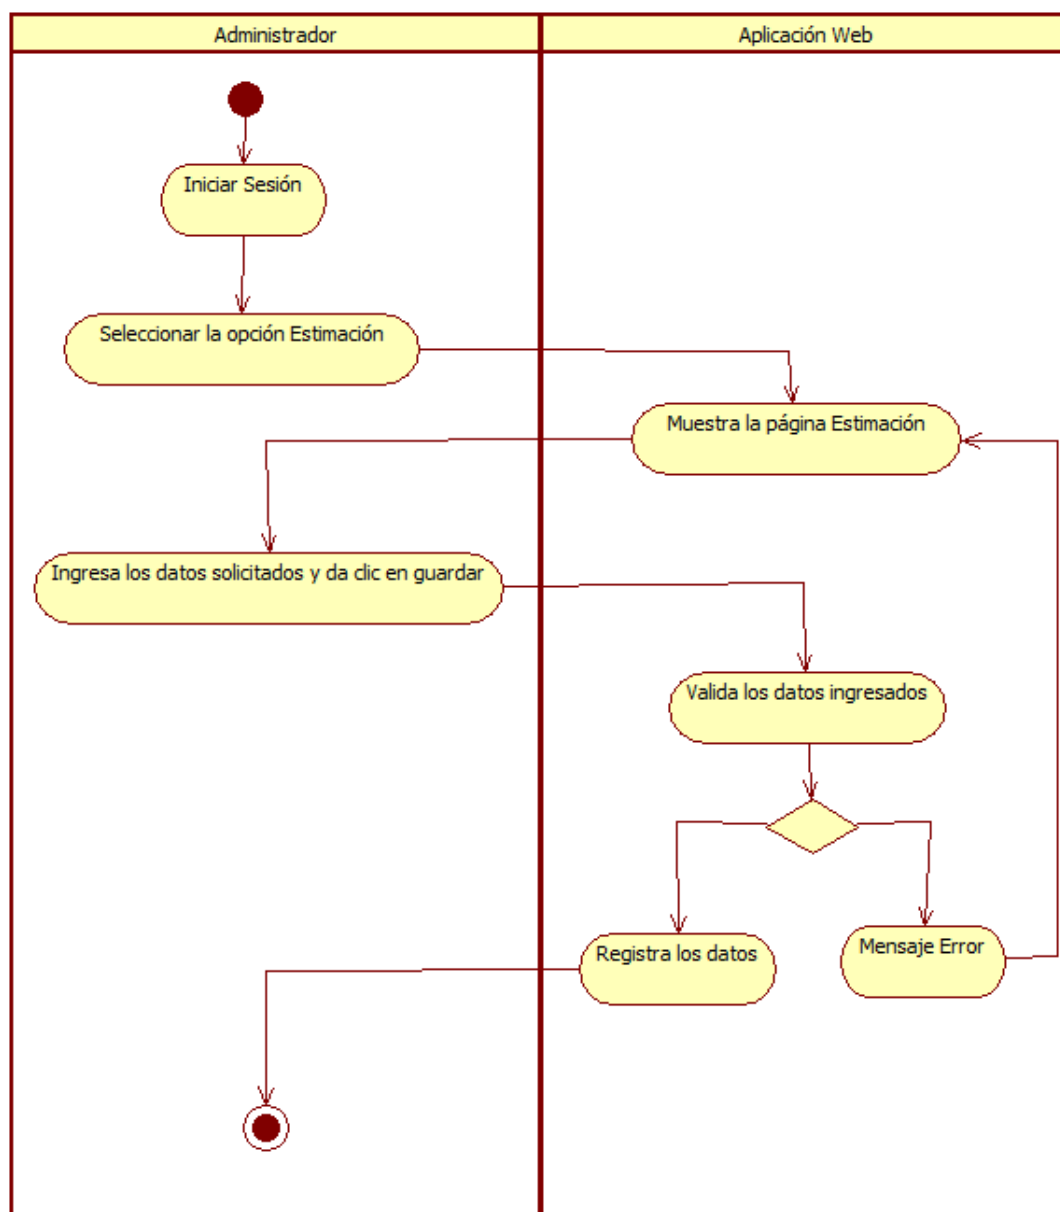 Administrador
Aplicación Web
Iniciar Sesión
Seleccionar la opción Estimación
Muestra la página Estimación
Ingresa los datos solicitados y da clic en guardar
Valida los datos ingresados
Registra los datos
Mensaje Error